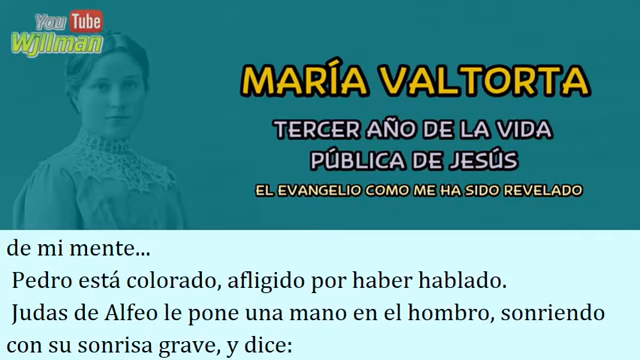 You Tube
Wjllman
MARÍA VALTORTA
TERCER AÑO DE LA VIDA
PÚBLICA DE JESÚS
EL EVANGELIO COMO ME HA SIDO REVELADO
de mi mente...
Pedro está colorado, afligido por haber hablado.
Judas de Alfeo le pone una mano en el hombro, sonriendo
con su sonrisa grave, y dice: